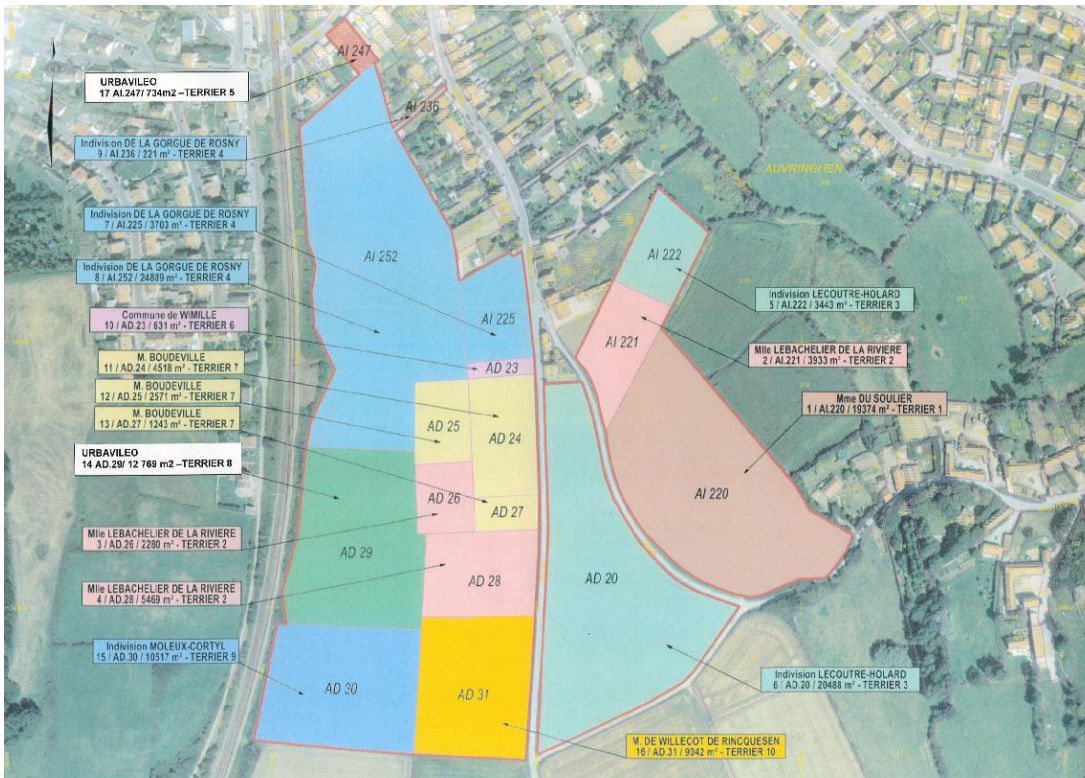 AI 247
URBAVILEO
17 AI.247/ 734m2 –TERRIER 5
AI 236
Indivision DE LA GORGUE DE ROSNY
9 / AI.236 / 221 m² - TERRIER 4
AUVRINGHEN
Indivision DE LA GORGUE DE ROSNY
7 / AI.225 / 3703 m² - TERRIER 4
AI 252
AI 222
Indivision DE LA GORGUE DE ROSNY
8 / AI.252 / 24889 m² - TERRIER 4
Indivision LECOUTRE-HOLARD
5 / AI.222 / 3443 m² - TERRIER 3
Commune de WIMILLE
10 / AD.23 / 631 m² - TERRIER 6
AI 225
AI 221
Mlle LEBACHELIER DE LA RIVIERE
2 / AI.221 / 3933 m² - TERRIER 2
M. BOUDEVILLE
11 / AD.24 / 4518 m² - TERRIER 7
AD 23
M. BOUDEVILLE
12 / AD.25 / 2571 m² - TERRIER 7
Mme DU SOULIER
1 / AI.220 / 19374 m² - TERRIER 1
M. BOUDEVILLE
13 / AD.27 / 1243 m² - TERRIER 7
AD 25
AD 24
URBAVILEO
14 AD.29/ 12 769 m2 –TERRIER 8
AI 220
AD 26
AD 27
Mlle LEBACHELIER DE LA RIVIERE
3 / AD.26 / 2280 m² - TERRIER 2
AD 29
AD 28
AD 20
Mlle LEBACHELIER DE LA RIVIERE
4 / AD.28 / 5469 m² - TERRIER 2
Indivision MOLEUX-CORTYL
15 / AD.30 / 10517 m² - TERRIER 9
AD 30
AD 31
Indivision LECOUTRE-HOLARD
6 / AD.20 / 20488 m² - TERRIER 3
M. DE WILLECOT DE RINCQUESEN
16 / AD.31 / 9042 m² - TERRIER 10